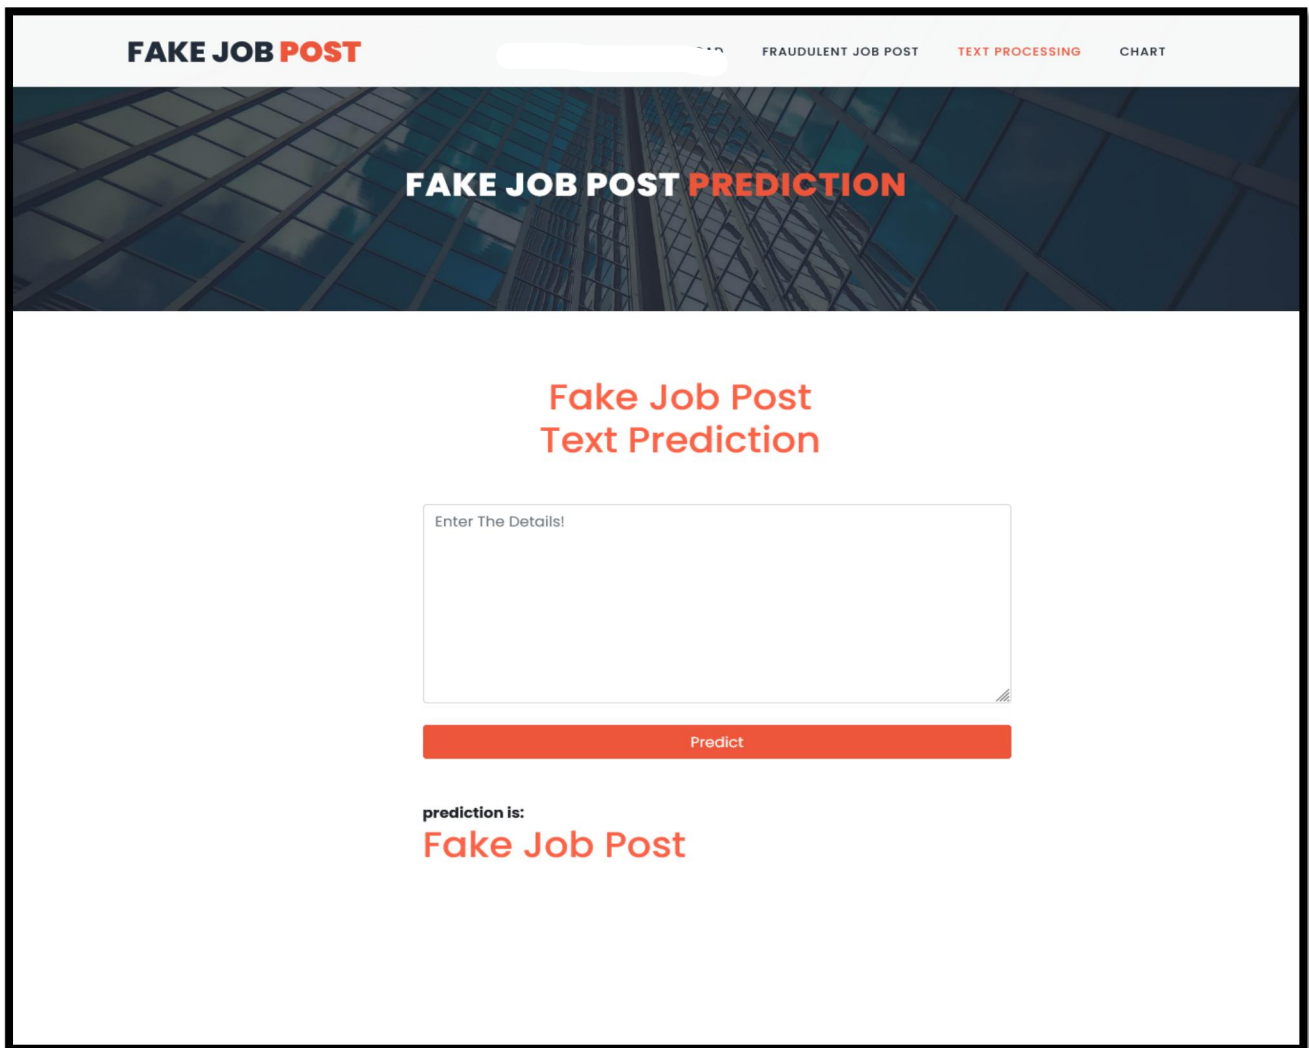 FAKE JOB POST
FRAUDULENT JOB POST TEXT PROCESSING CHART
FAKE JOB POST PREDICTION
Fake Job Post
Text Prediction
Enter The Details!
Predict
prediction is:
Fake Job Post